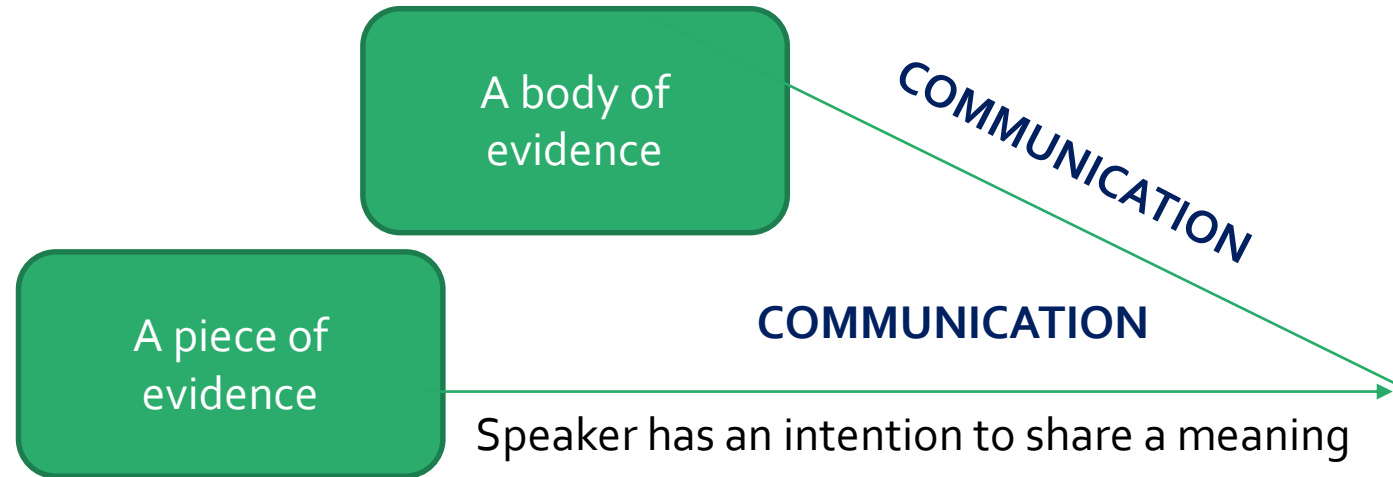 A body of
evidence
COMMUNICATION
COMMUNICATION
A piece of
evidence
Speaker has an intention to share a meaning